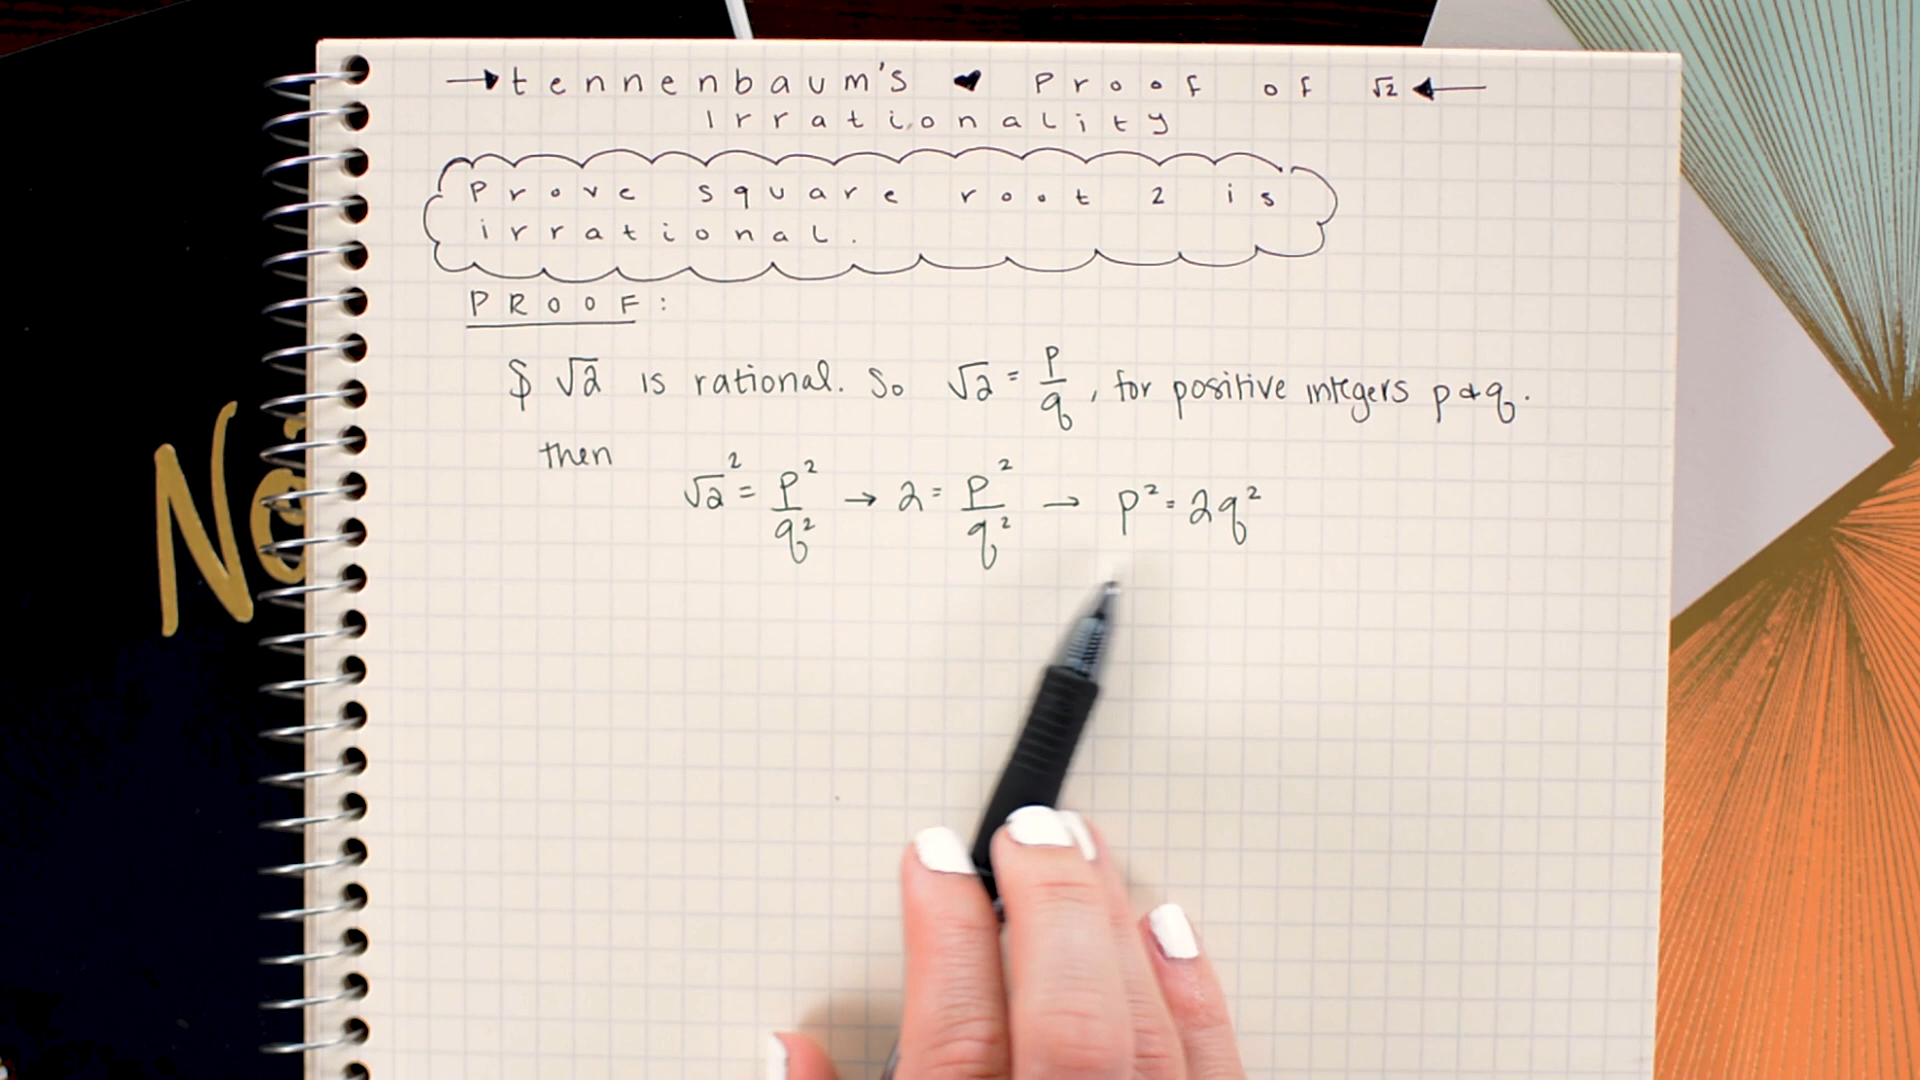 → tennenbaum's ♥ Proof of √2 ←
Irrationality
Prove square root 2 is
irrational.
PROOF:
$ √2 is rational. So √2 = p/q, for positive integers p & q.
then
√2² = p²/q² → 2 = p²/q² → p² = 2q²